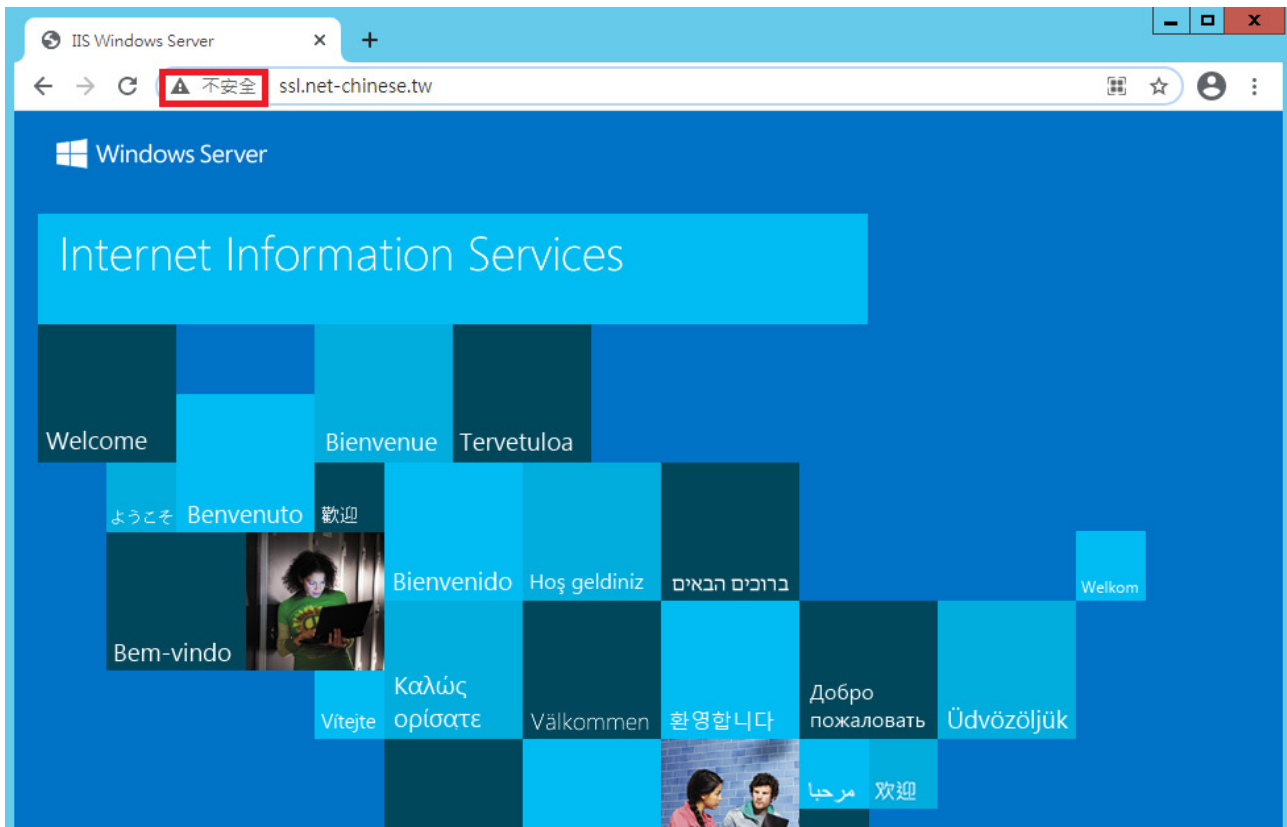 IIS Windows Server
不安全 ssl.net-chinese.tw
Windows Server
Internet Information Services
Welcome
Bienvenue
Tervetuloa
ようこそ
Benvenuto
歡迎
Bienvenido
Hoş geldiniz
ברוכים הבאים
Welkom
Bem-vindo
Vítejte
Καλώς
ορίσατε
Välkommen
환영합니다
Добро
пожаловать
Üdvözöljük
مرحبا
欢迎